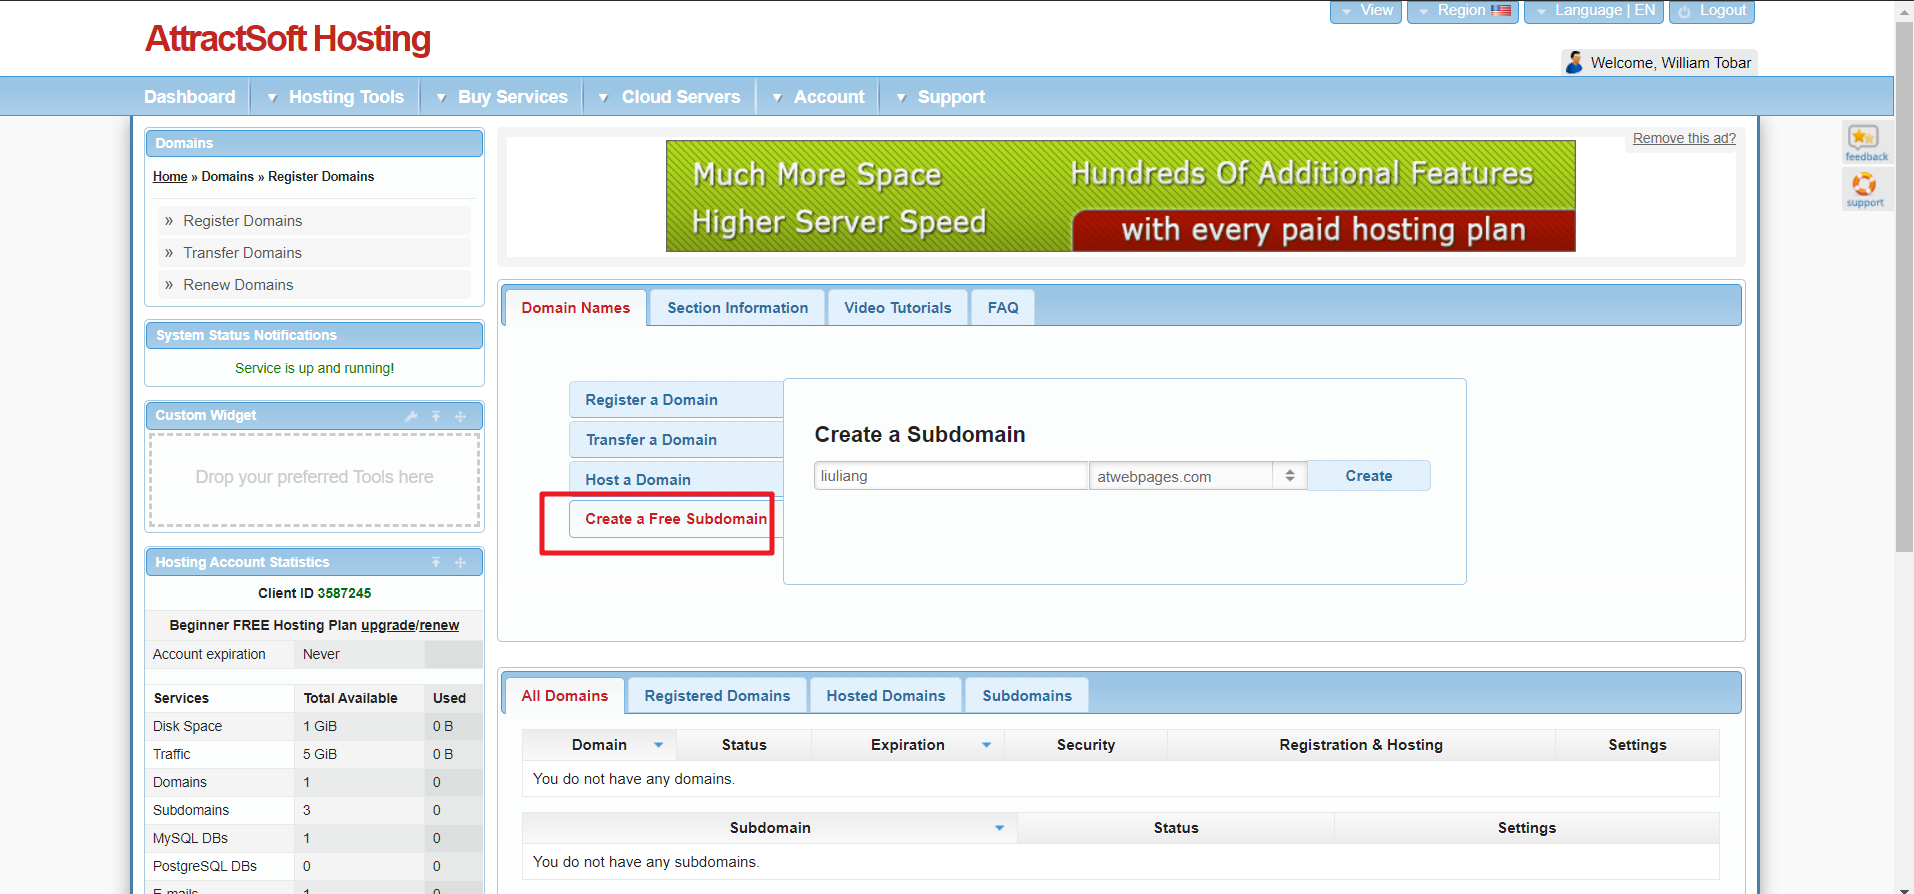 View
Region
Language | EN
Logout
AttractSoft Hosting
Welcome, William Tobar
Dashboard
Hosting Tools
Buy Services
Cloud Servers
Account
Support
Domains
Home » Domains » Register Domains
» Register Domains
» Transfer Domains
» Renew Domains
System Status Notifications
Service is up and running!
Custom Widget
Drop your preferred Tools here
Hosting Account Statistics
Client ID 3587245
Beginner FREE Hosting Plan upgrade/renew
Account expiration Never
Services Total Available Used
Disk Space 1 GiB 0 B
Traffic 5 GiB 0 B
Domains 1 0
Subdomains 3 0
MySQL DBs 1 0
PostgreSQL DBs 0 0
E-mails 1 0
Remove this ad?
Much More Space
Higher Server Speed
Hundreds Of Additional Features
with every paid hosting plan
feedback
support
Domain Names
Section Information
Video Tutorials
FAQ
Register a Domain
Transfer a Domain
Host a Domain
Create a Free Subdomain
Create a Subdomain
liuliang
atwebpages.com
Create
All Domains
Registered Domains
Hosted Domains
Subdomains
Domain Status Expiration Security Registration & Hosting Settings
You do not have any domains.
Subdomain Status Settings
You do not have any subdomains.